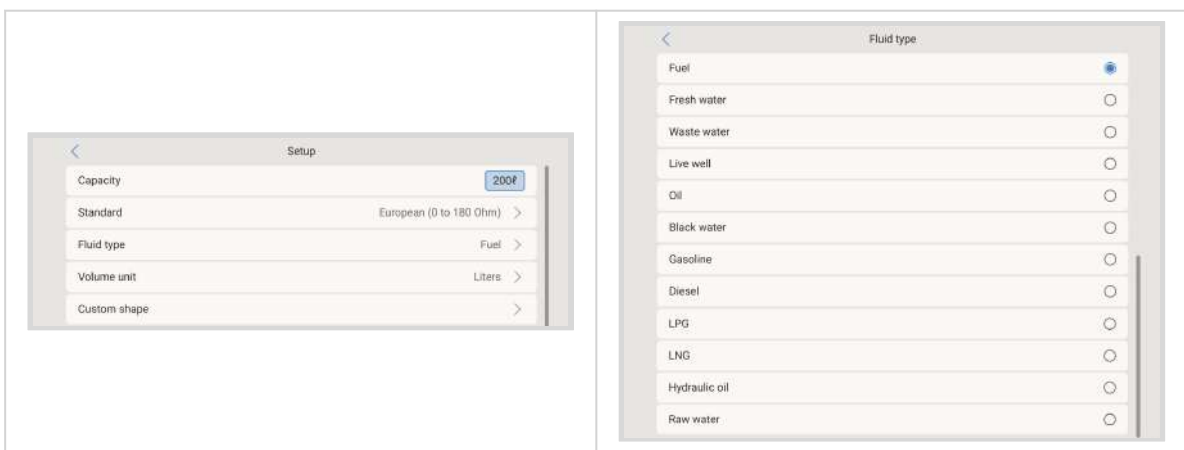 Setup
Capacity 200ℓ
Standard European (0 to 180 Ohm)
Fluid type Fuel
Volume unit Liters
Custom shape
Fluid type
Fuel
Fresh water
Waste water
Live well
Oil
Black water
Gasoline
Diesel
LPG
LNG
Hydraulic oil
Raw water